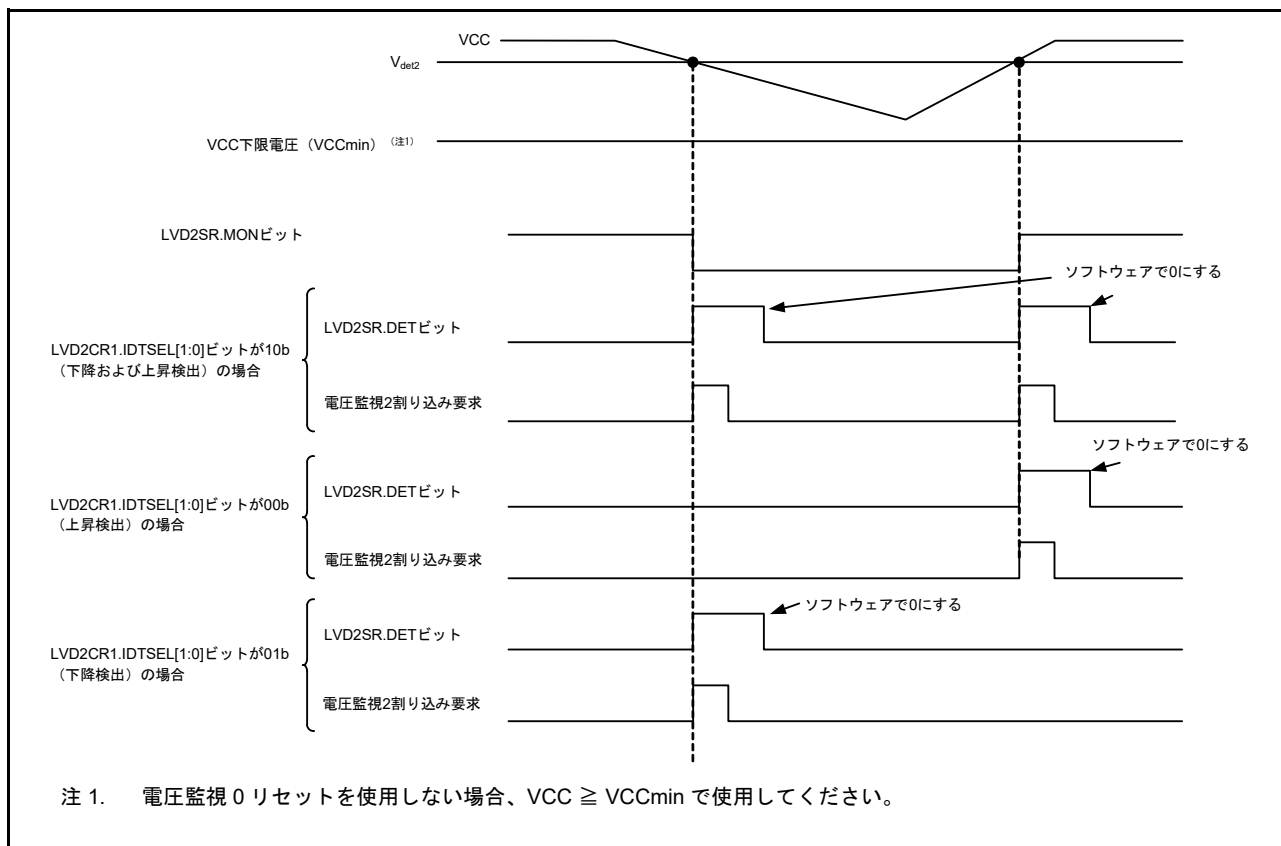 VCC
Vdet2
VCC下限電圧（VCCmin）（注1）
LVD2SR.MONビット
ソフトウェアで0にする
LVD2CR1.IDTSEL[1:0]ビットが10b
（下降および上昇検出）の場合
LVD2SR.DETビット
電圧監視2割り込み要求
ソフトウェアで0にする
LVD2CR1.IDTSEL[1:0]ビットが00b
（上昇検出）の場合
LVD2SR.DETビット
電圧監視2割り込み要求
ソフトウェアで0にする
LVD2CR1.IDTSEL[1:0]ビットが01b
（下降検出）の場合
LVD2SR.DETビット
電圧監視2割り込み要求
注 1. 電圧監視 0 リセットを使用しない場合、VCC ≧ VCCmin で使用してください。